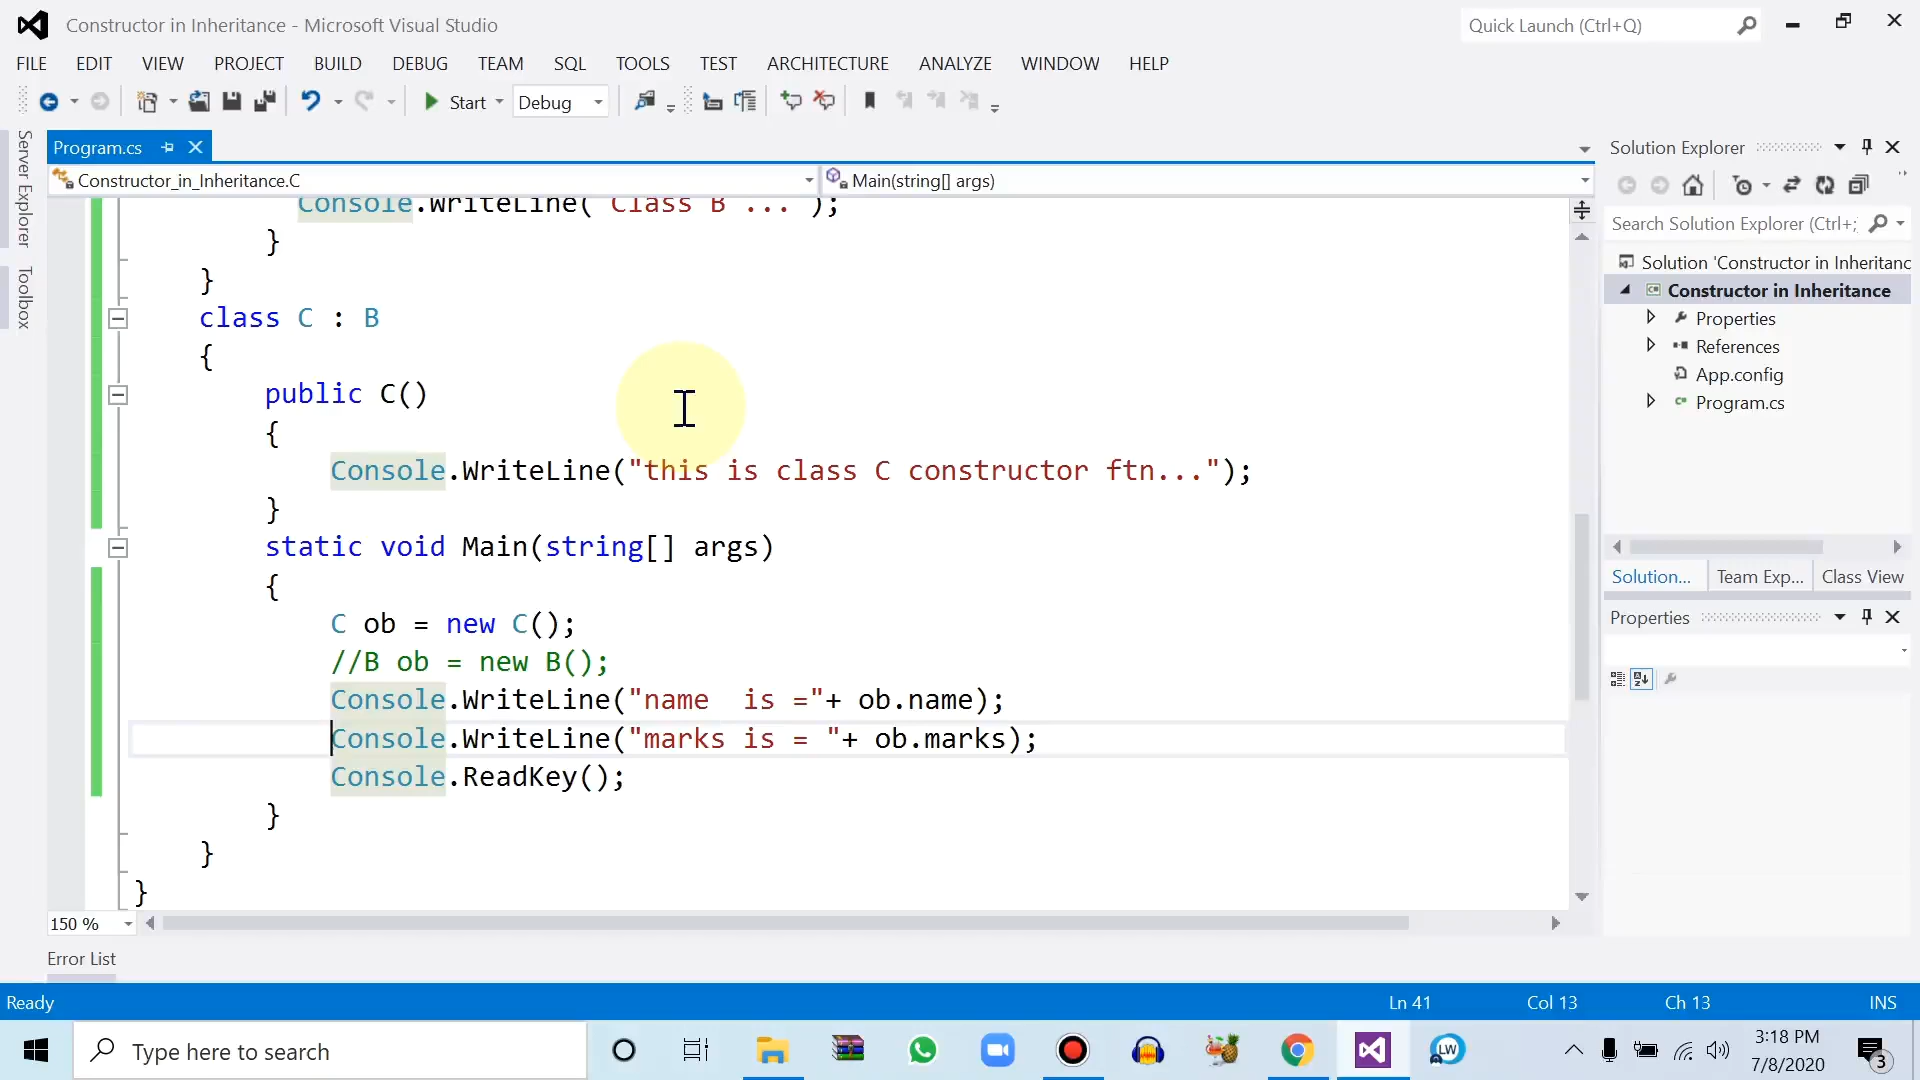 Constructor in Inheritance - Microsoft Visual Studio
Quick Launch (Ctrl+Q)
FILE EDIT VIEW PROJECT BUILD DEBUG TEAM SQL TOOLS TEST ARCHITECTURE ANALYZE WINDOW HELP
Start Debug
Server Explorer
Toolbox
Program.cs
Constructor_in_Inheritance.C
Main(string[] args)
Console.WriteLine("Class B ...");
}
}
class C : B
{
public C()
{
Console.WriteLine("this is class C constructor ftn...");
}
static void Main(string[] args)
{
C ob = new C();
//B ob = new B();
Console.WriteLine("name  is ="+ ob.name);
Console.WriteLine("marks is = "+ ob.marks);
Console.ReadKey();
}
}
}
150 %
Error List
Solution Explorer
Search Solution Explorer (Ctrl+;
Solution 'Constructor in Inheritanc
Constructor in Inheritance
Properties
References
App.config
Program.cs
Solution... Team Exp... Class View
Properties
Ready
Ln 41 Col 13 Ch 13 INS
Type here to search
LW
3:18 PM
7/8/2020
3